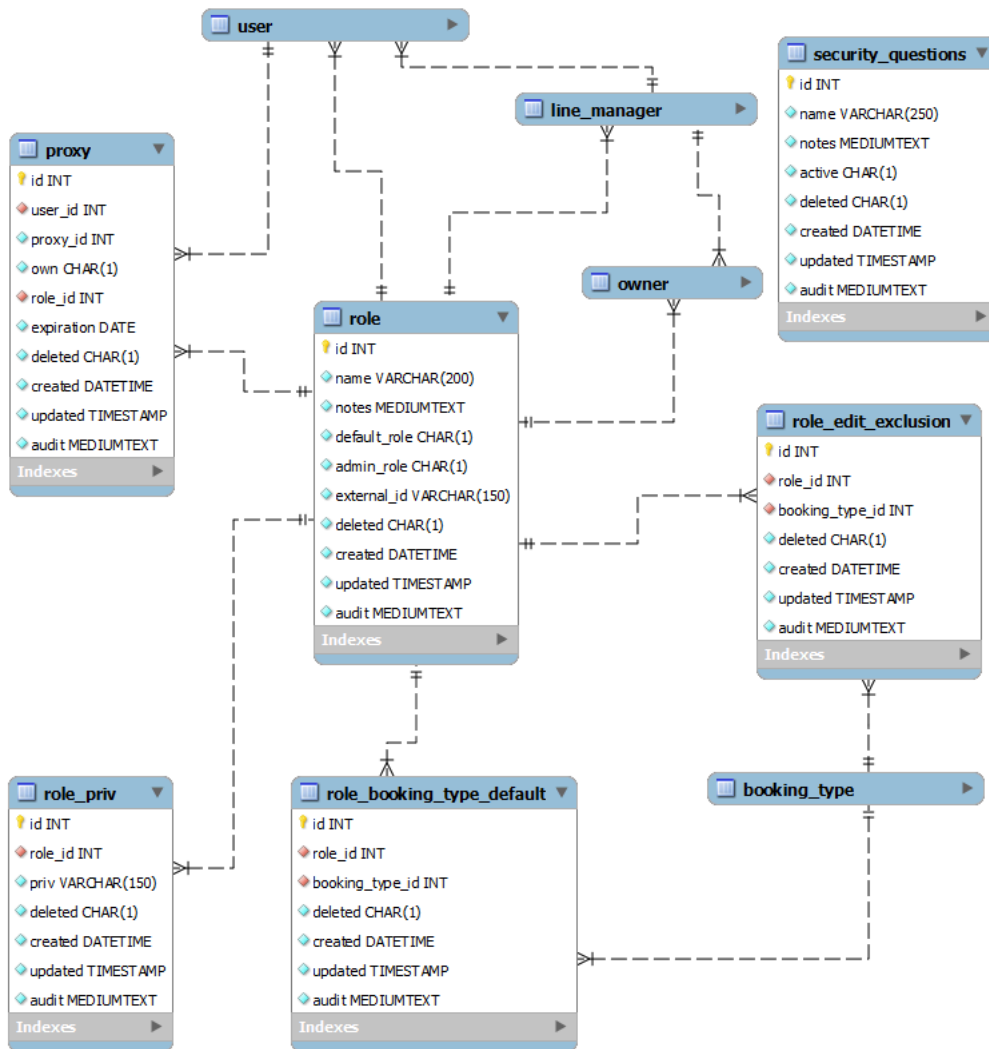 user
security_questions
id INT
name VARCHAR(250)
notes MEDIUMTEXT
active CHAR(1)
deleted CHAR(1)
created DATETIME
updated TIMESTAMP
audit MEDIUMTEXT
Indexes
line_manager
proxy
id INT
user_id INT
proxy_id INT
own CHAR(1)
role_id INT
expiration DATE
deleted CHAR(1)
created DATETIME
updated TIMESTAMP
audit MEDIUMTEXT
Indexes
owner
role
id INT
name VARCHAR(200)
notes MEDIUMTEXT
default_role CHAR(1)
admin_role CHAR(1)
external_id VARCHAR(150)
deleted CHAR(1)
created DATETIME
updated TIMESTAMP
audit MEDIUMTEXT
Indexes
role_edit_exclusion
id INT
role_id INT
booking_type_id INT
deleted CHAR(1)
created DATETIME
updated TIMESTAMP
audit MEDIUMTEXT
Indexes
role_priv
id INT
role_id INT
priv VARCHAR(150)
deleted CHAR(1)
created DATETIME
updated TIMESTAMP
audit MEDIUMTEXT
Indexes
role_booking_type_default
id INT
role_id INT
booking_type_id INT
deleted CHAR(1)
created DATETIME
updated TIMESTAMP
audit MEDIUMTEXT
Indexes
booking_type